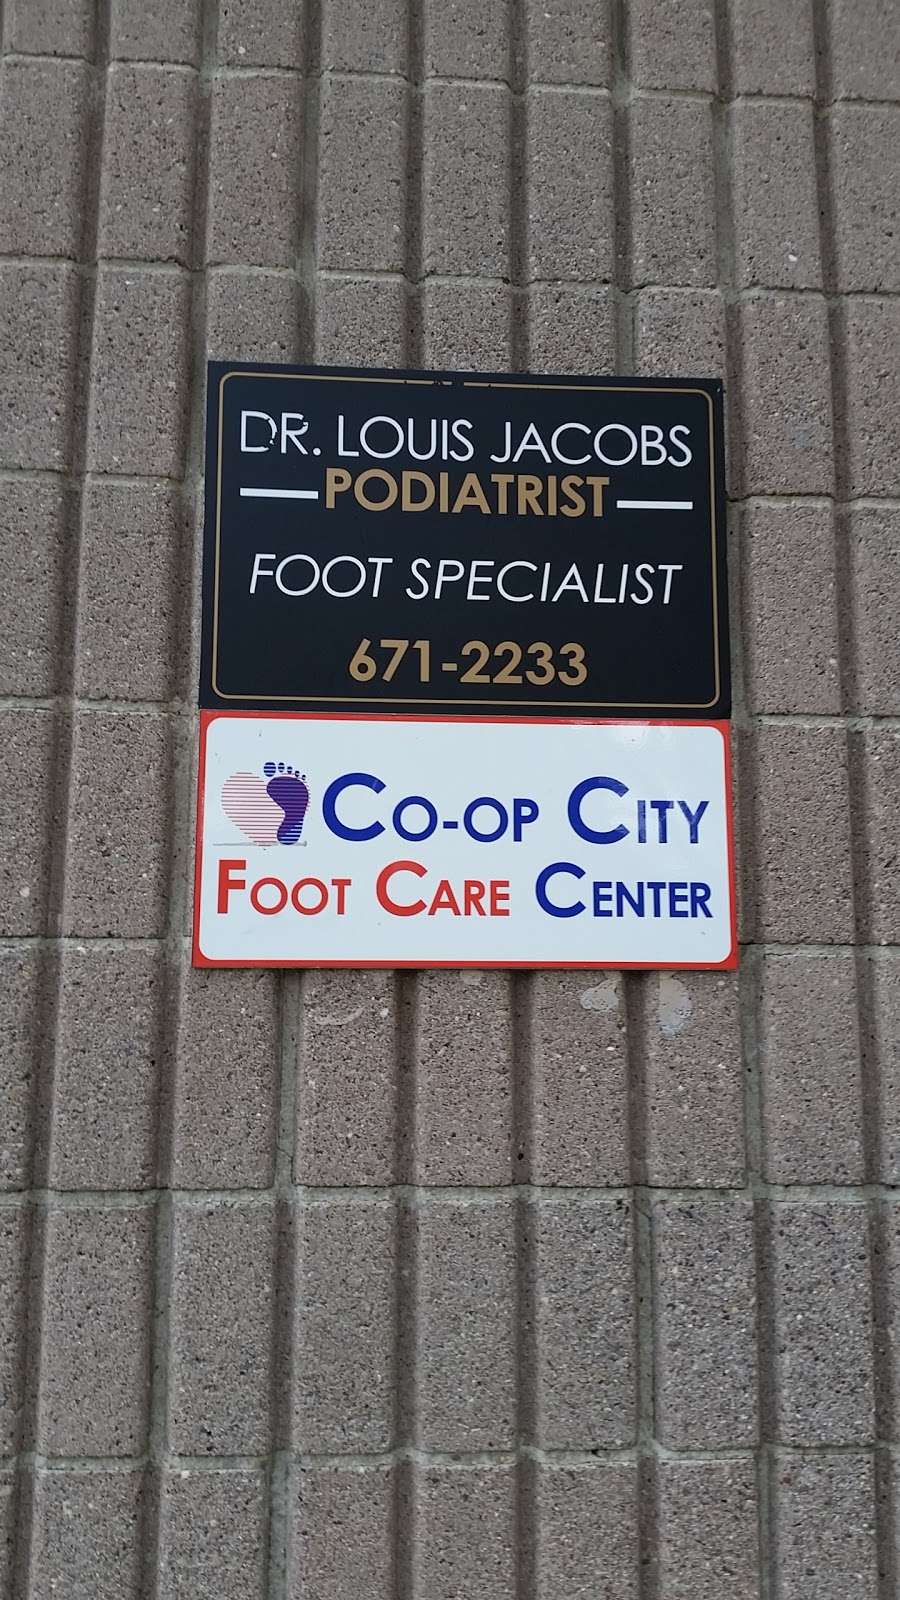 DR. LOUIS JACOBS
PODIATRIST
FOOT SPECIALIST
671-2233
CO-OP CITY
FOOT CARE CENTER